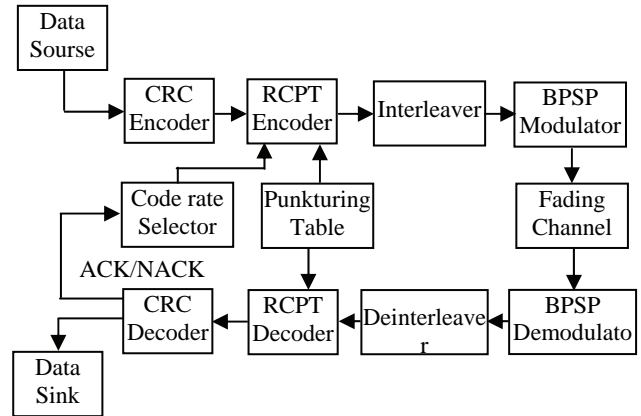 Data
Sourse
CRC
Encoder
RCPT
Encoder
Interleaver
BPSP
Modulator
Code rate
Selector
Punkturing
Table
Fading
Channel
ACK/NACK
CRC
Decoder
RCPT
Decoder
Deinterleave
r
BPSP
Demodulato
Data
Sink